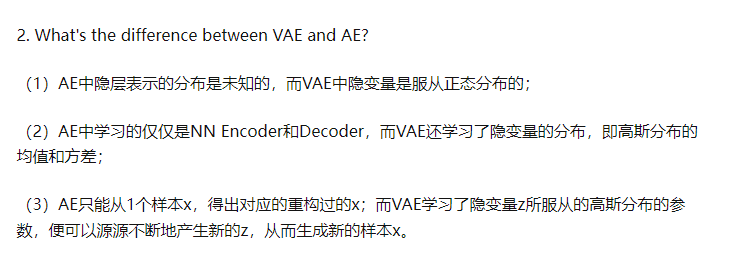 2. What's the difference between VAE and AE?
（1）AE中隐层表示的分布是未知的，而VAE中隐变量是服从正态分布的；
（2）AE中学习的仅仅是NN Encoder和Decoder，而VAE还学习了隐变量的分布，即高斯分布的
均值和方差；
（3）AE只能从1个样本x，得出对应的重构过的x；而VAE学习了隐变量z所服从的高斯分布的参
数，便可以源源不断地产生新的z，从而生成新的样本x。